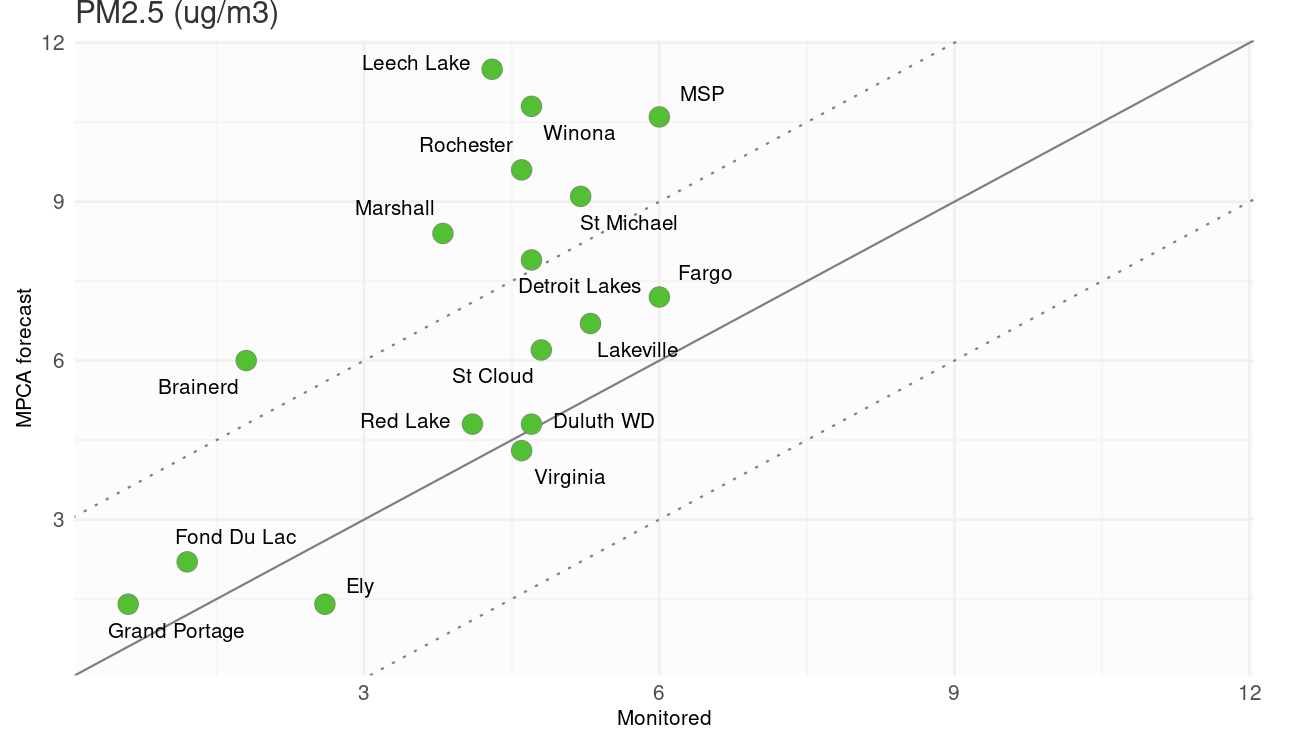 PM2.5 (ug/m3)
12
Leech Lake
MSP
Winona
Rochester
9
Marshall
St Michael
Fargo
Detroit Lakes
MPCA forecast
Lakeville
6
St Cloud
Brainerd
Red Lake
Duluth WD
Virginia
3
Fond Du Lac
Ely
Grand Portage
3
6
9
12
Monitored